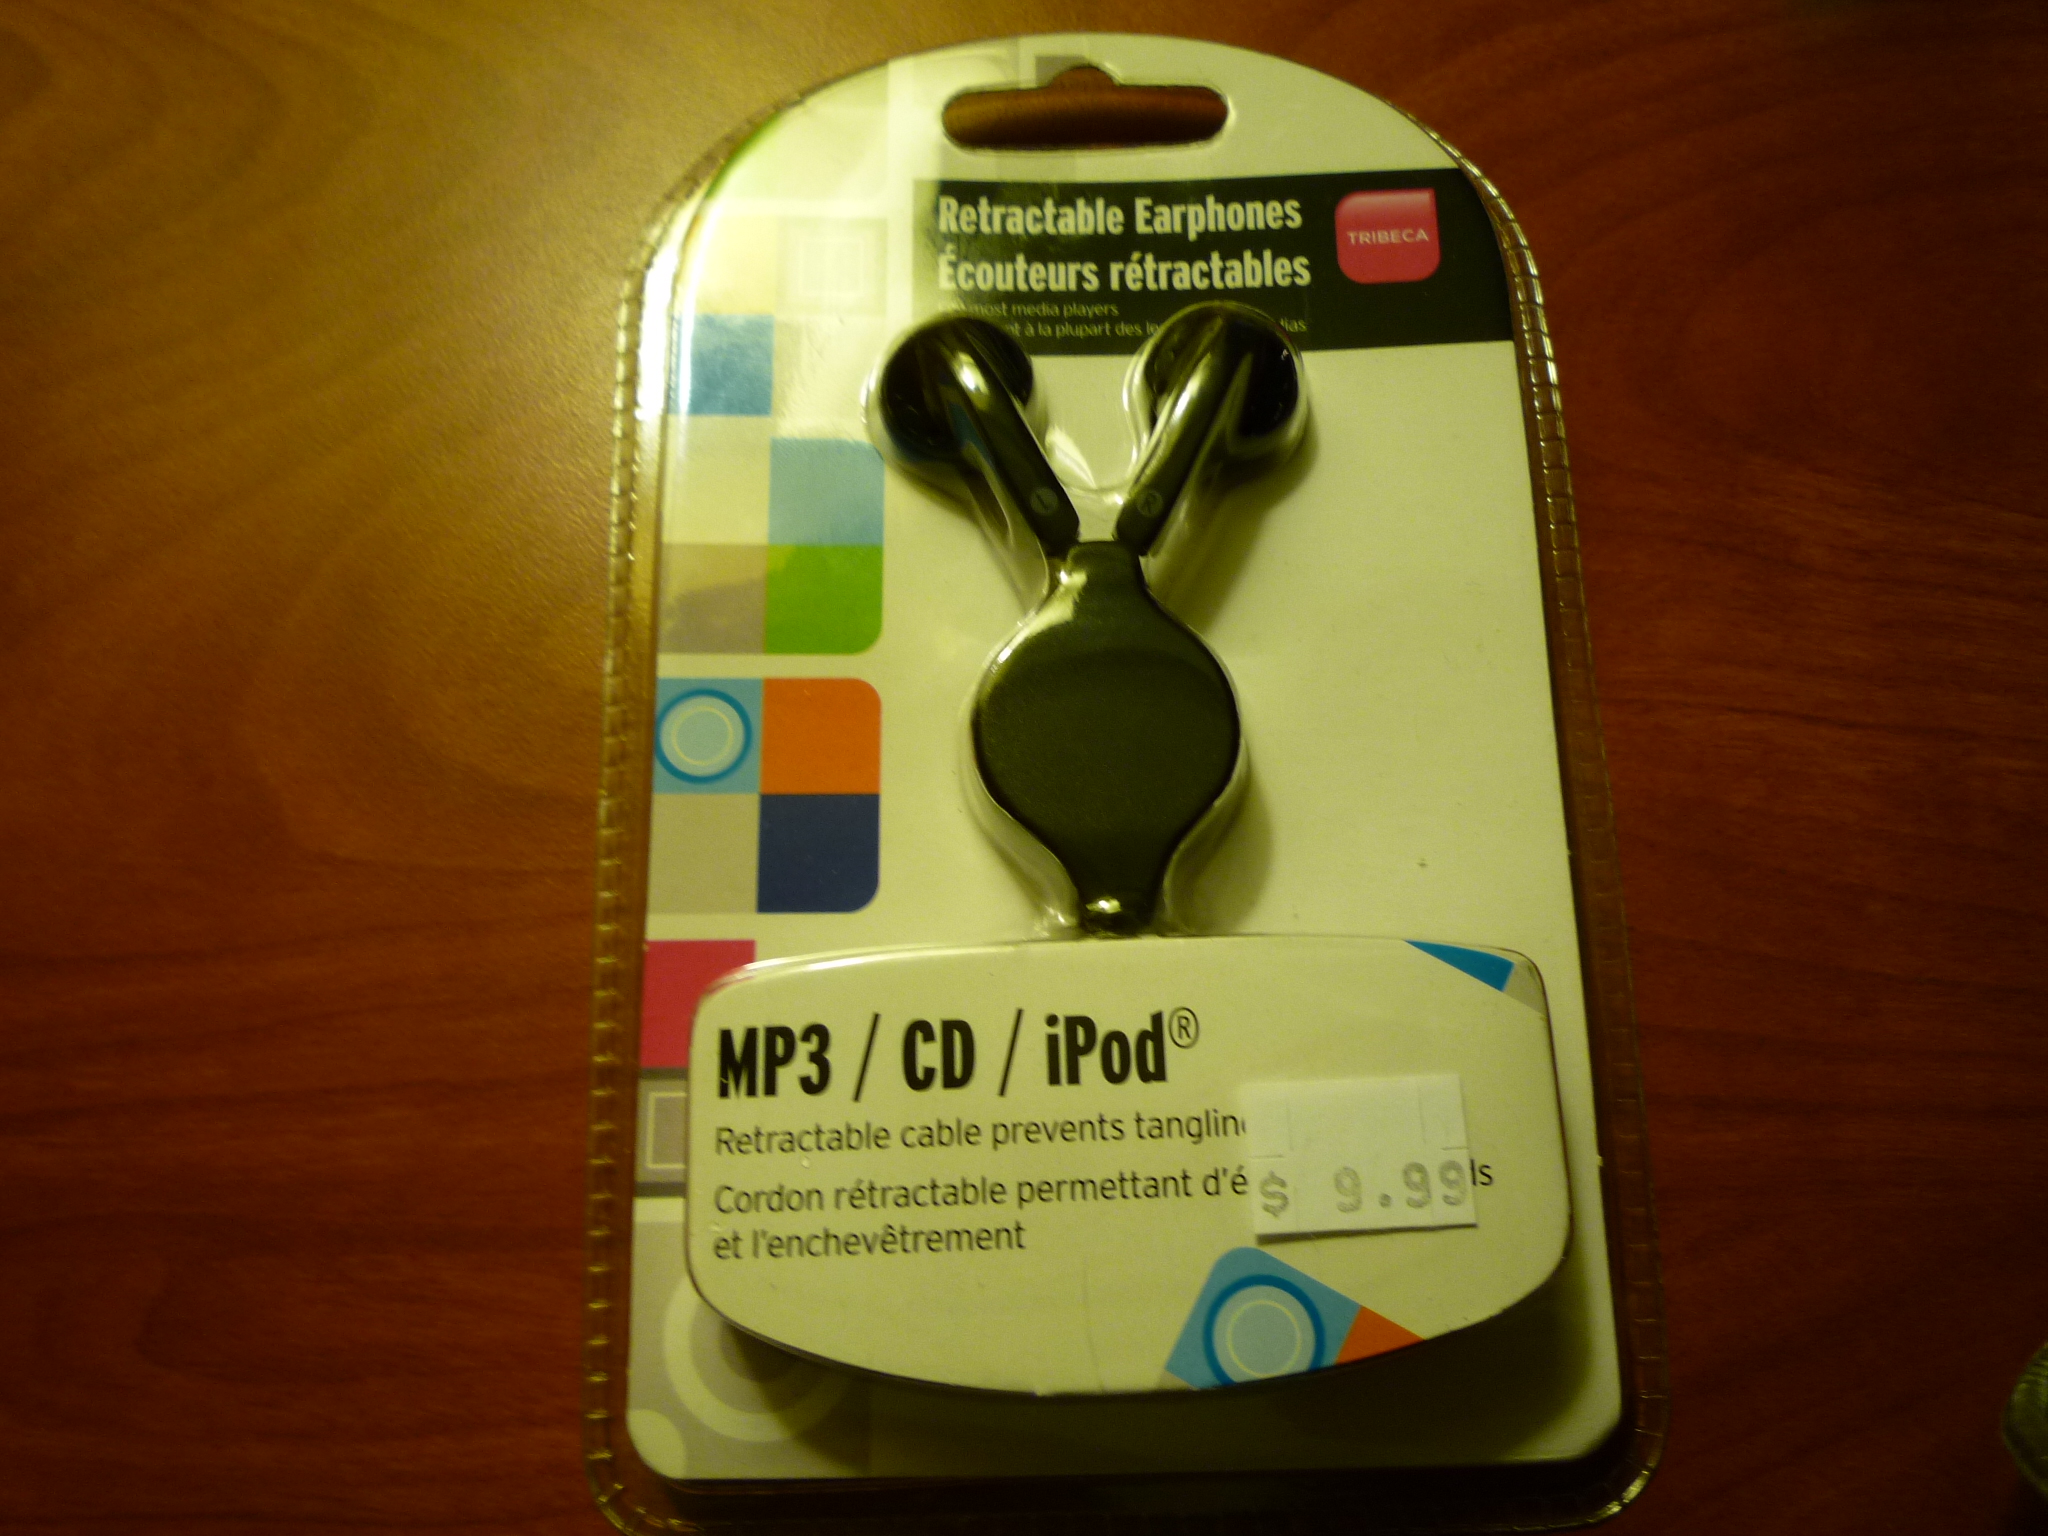 Retractable Earphones
Écouteurs rétractables
TRIBECA
most media players
à la plupart des
L
R
MP3 / CD / iPod®
Retractable cable prevents
Cordon rétractable permettant
et l'enchevêtrement
$ 9.99